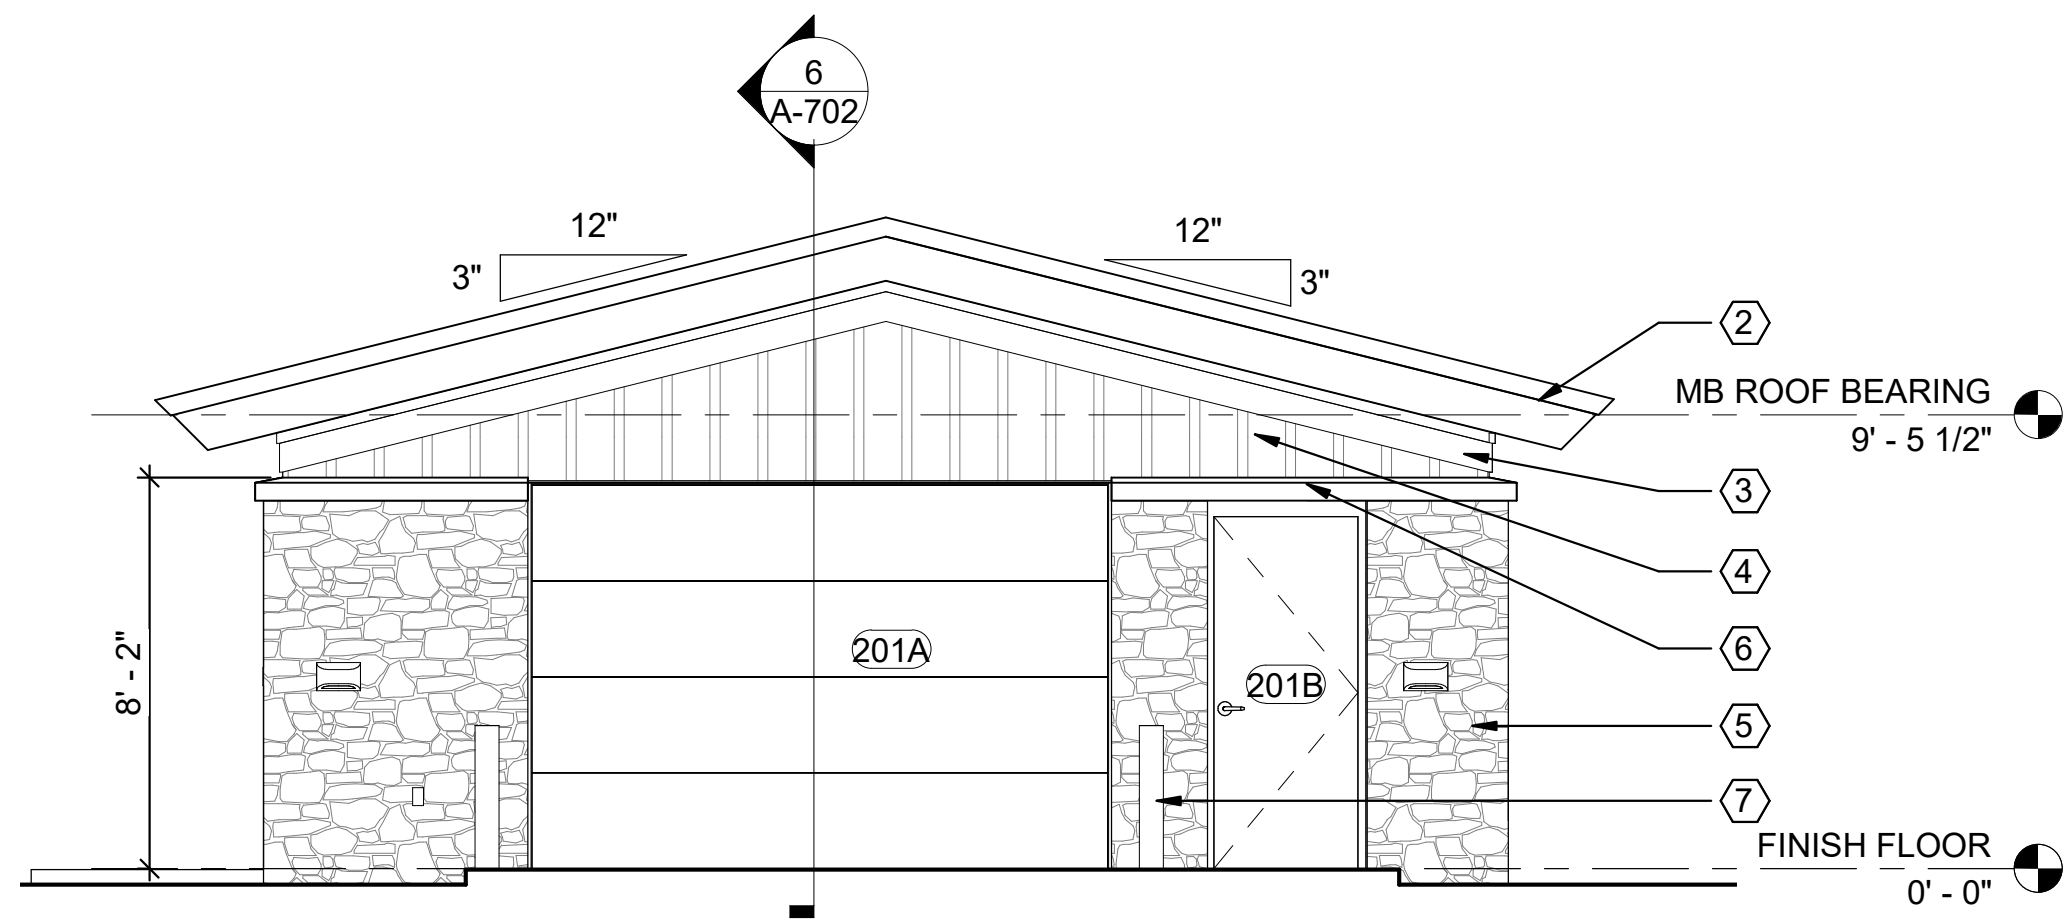 6
A-702
12"
3"
12"
3"
2
MB ROOF BEARING
9' - 5 1/2"
3
4
8' - 2"
201A
201B
6
5
7
FINISH FLOOR
0' - 0"